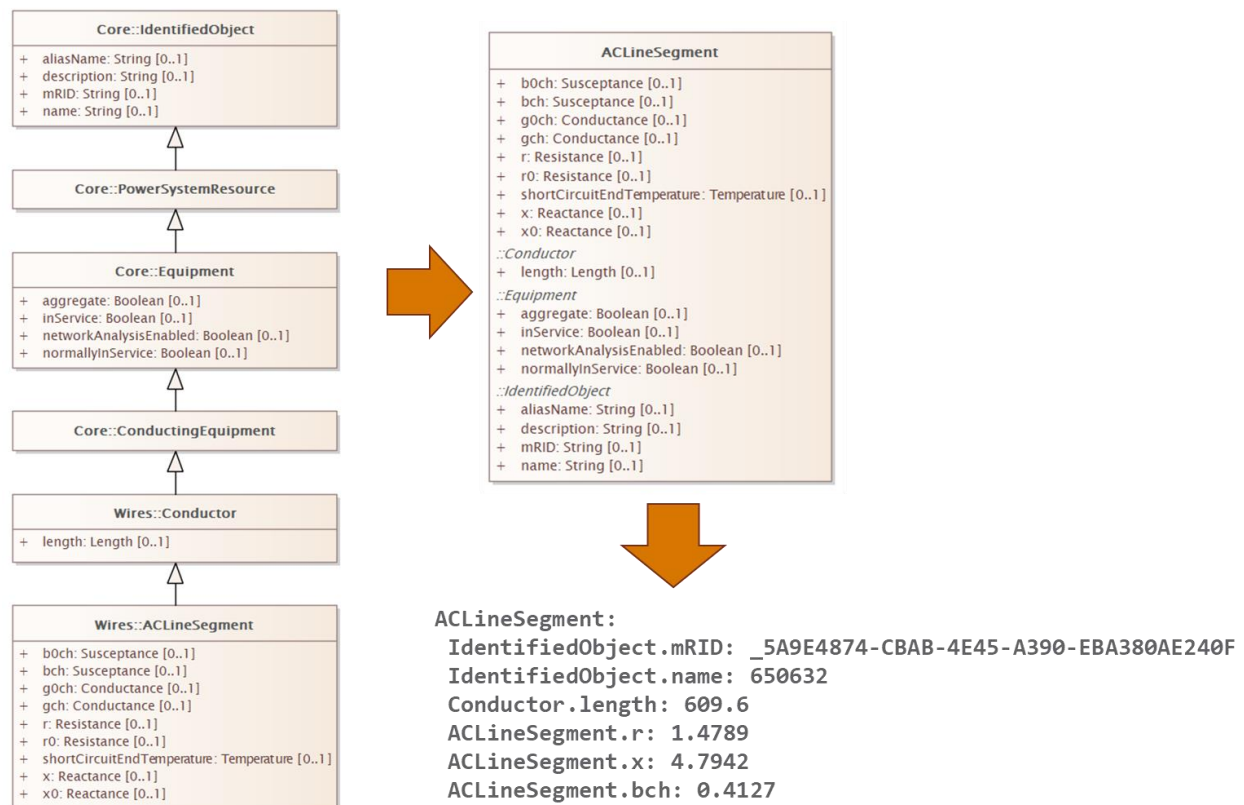 Core::IdentifiedObject
+ aliasName: String [0..1]
+ description: String [0..1]
+ mRID: String [0..1]
+ name: String [0..1]
Core::PowerSystemResource
Core::Equipment
+ aggregate: Boolean [0..1]
+ inService: Boolean [0..1]
+ networkAnalysisEnabled: Boolean [0..1]
+ normallyInService: Boolean [0..1]
Core::ConductingEquipment
Wires::Conductor
+ length: Length [0..1]
Wires::ACLineSegment
+ b0ch: Susceptance [0..1]
+ bch: Susceptance [0..1]
+ g0ch: Conductance [0..1]
+ gch: Conductance [0..1]
+ r: Resistance [0..1]
+ r0: Resistance [0..1]
+ shortCircuitEndTemperature: Temperature [0..1]
+ x: Reactance [0..1]
+ x0: Reactance [0..1]
ACLineSegment
+ b0ch: Susceptance [0..1]
+ bch: Susceptance [0..1]
+ g0ch: Conductance [0..1]
+ gch: Conductance [0..1]
+ r: Resistance [0..1]
+ r0: Resistance [0..1]
+ shortCircuitEndTemperature: Temperature [0..1]
+ x: Reactance [0..1]
+ x0: Reactance [0..1]
::Conductor
+ length: Length [0..1]
::Equipment
+ aggregate: Boolean [0..1]
+ inService: Boolean [0..1]
+ networkAnalysisEnabled: Boolean [0..1]
+ normallyInService: Boolean [0..1]
::IdentifiedObject
+ aliasName: String [0..1]
+ description: String [0..1]
+ mRID: String [0..1]
+ name: String [0..1]
ACLineSegment:
IdentifiedObject.mRID: _5A9E4874-CBAB-4E45-A390-EBA380AE240F
IdentifiedObject.name: 650632
Conductor.length: 609.6
ACLineSegment.r: 1.4789
ACLineSegment.x: 4.7942
ACLineSegment.bch: 0.4127